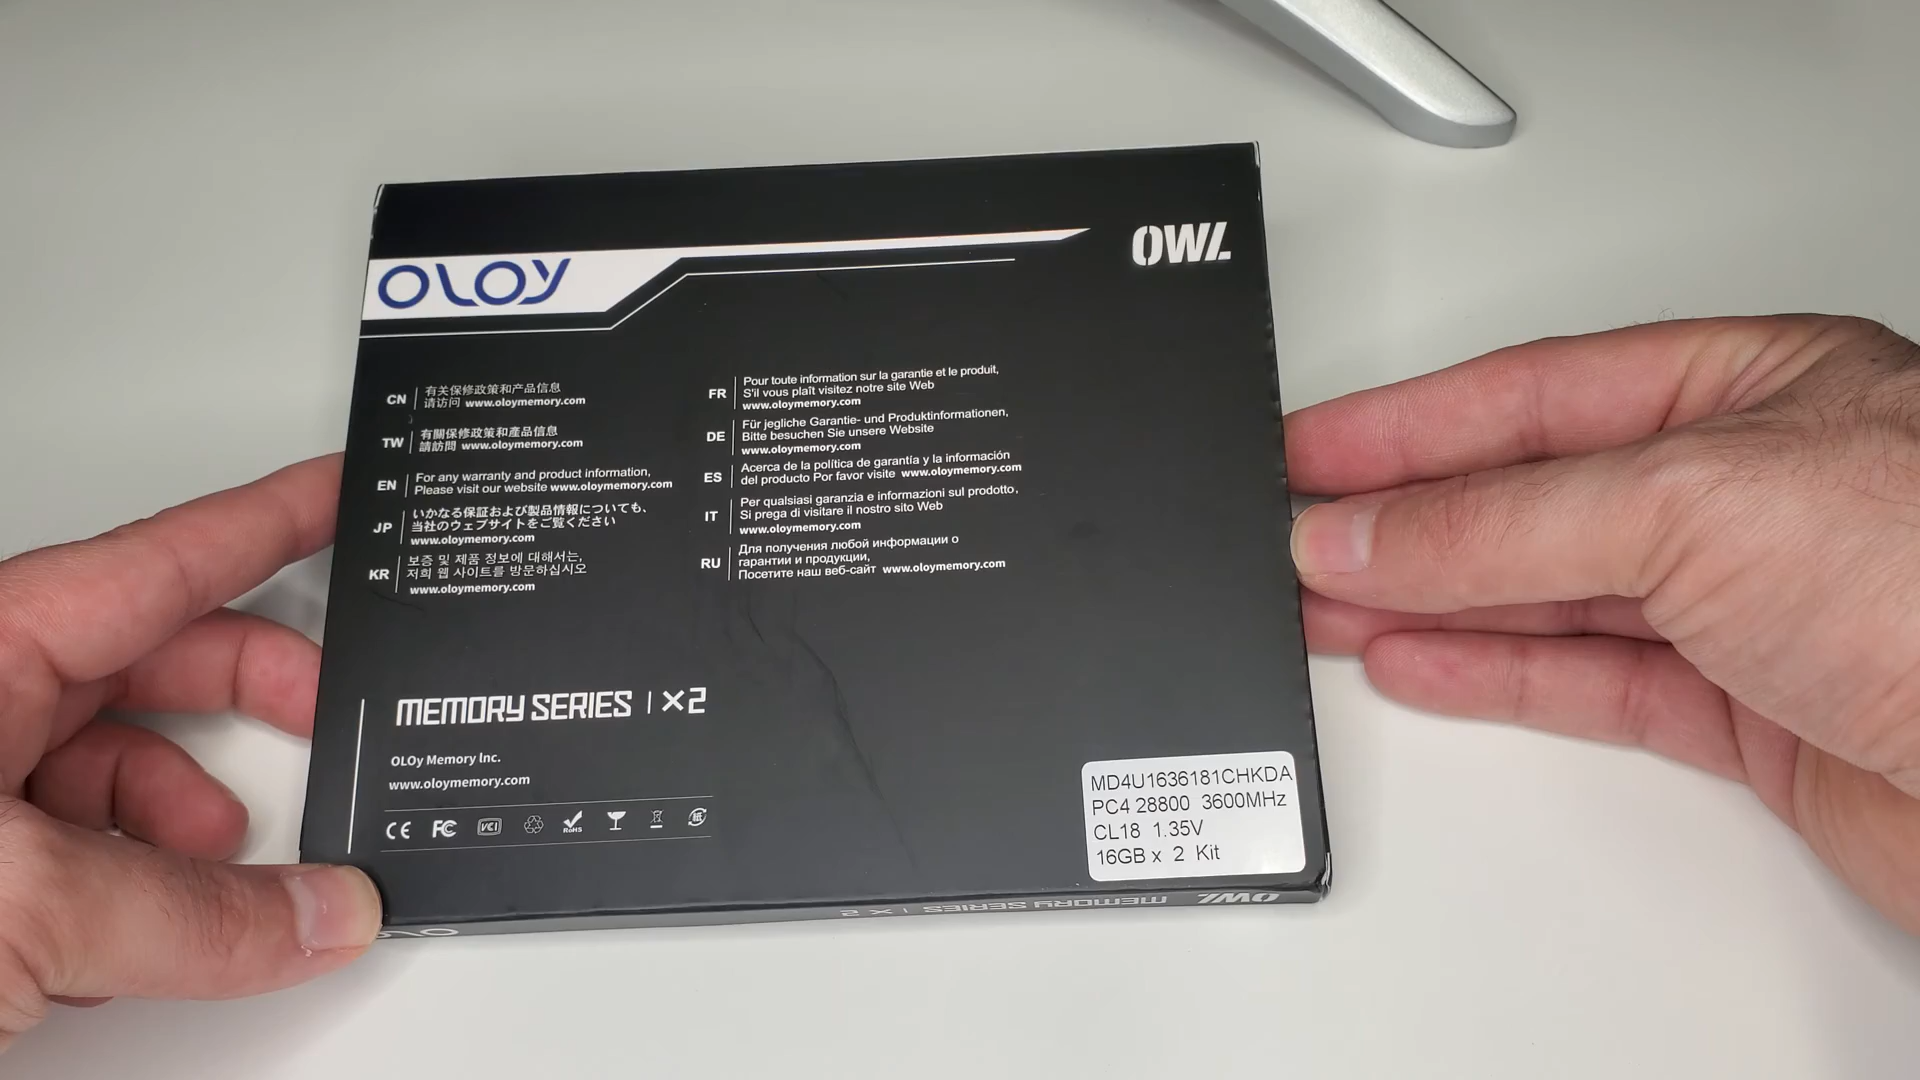 OLOy
OWL
CN
有关保修政策和产品信息
请访问 www.oloymemory.com
TW
有關保修政策和產品信息
請訪問 www.oloymemory.com
EN
For any warranty and product information,
Please visit our website www.oloymemory.com
JP
いかなる保証および製品情報についても、
当社のウェブサイトをご覧ください
www.oloymemory.com
KR
보증 및 제품 정보에 대해서는,
저희 웹 사이트를 방문하십시오
www.oloymemory.com
FR
Pour toute information sur la garantie et le produit,
S'il vous plaît visitez notre site Web
www.oloymemory.com
DE
Für jegliche Garantie- und Produktinformationen,
Bitte besuchen Sie unsere Website
www.oloymemory.com
ES
Acerca de la política de garantía y la información
del producto Por favor visite www.oloymemory.com
IT
Per qualsiasi garanzia e informazioni sul prodotto,
Si prega di visitare il nostro sito Web
www.oloymemory.com
RU
Для получения любой информации о
гарантии и продукции,
Посетите наш веб-сайт www.oloymemory.com
MEMORY SERIES | X2
OLOy Memory lnc.
www.oloymemory.com
CE FC VCI RoHS 紙
MD4U1636181CHKDA
PC4 28800 3600MHz
CL18 1.35V
16GB x 2 Kit
OWL MEMORY SERIES | X 2